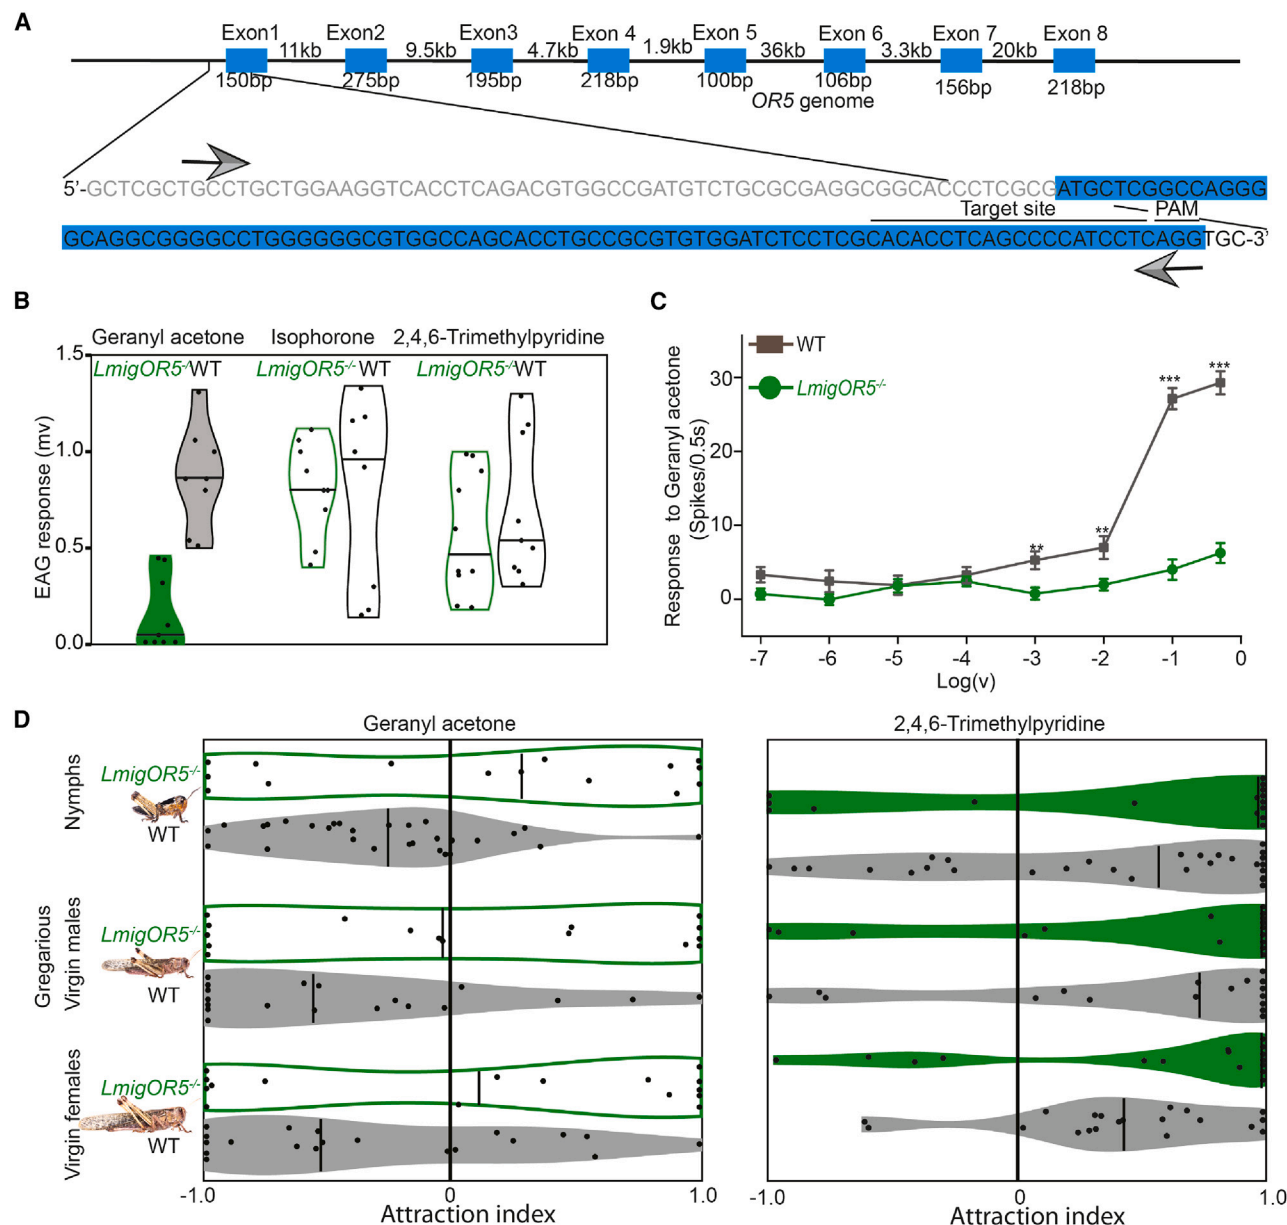 A
Exon1 Exon2 Exon3 Exon 4 Exon 5 Exon 6 Exon 7 Exon 8
11kb 9.5kb 4.7kb 1.9kb 36kb 3.3kb 20kb
150bp 275bp 195bp 218bp 100bp 106bp 156bp 218bp
OR5 genome
5'-GCTCGCTGCCTGCTGGAAGGTCACCTCAGACGTGGCCGATGTCTGCGCGAGGCGGCACCCTCGCGATGCTCGGCCAGGG
Target site PAM
GCAGGCGGGGCCTGGGGGGCGTGGCCAGCACCTGCCGCGTGTGGATCTCCTCGCACACCTCAGCCCCATCCTCAGGTGC-3'
B
Geranyl acetone Isophorone 2,4,6-Trimethylpyridine
LmigOR5-/- WT LmigOR5-/- WT LmigOR5-/- WT
EAG response (mv)
1.5
1.0
0.5
0.0
C
WT
LmigOR5-/-
Response to Geranyl acetone
(Spikes/0.5s)
30
20
10
0
** ** *** ***
-7 -6 -5 -4 -3 -2 -1 0
Log(v)
D
Geranyl acetone 2,4,6-Trimethylpyridine
Nymphs
LmigOR5-/-
WT
Gregarious
Virgin males
LmigOR5-/-
WT
Virgin females
LmigOR5-/-
WT
-1.0 0 1.0
Attraction index
-1.0 0 1.0
Attraction index